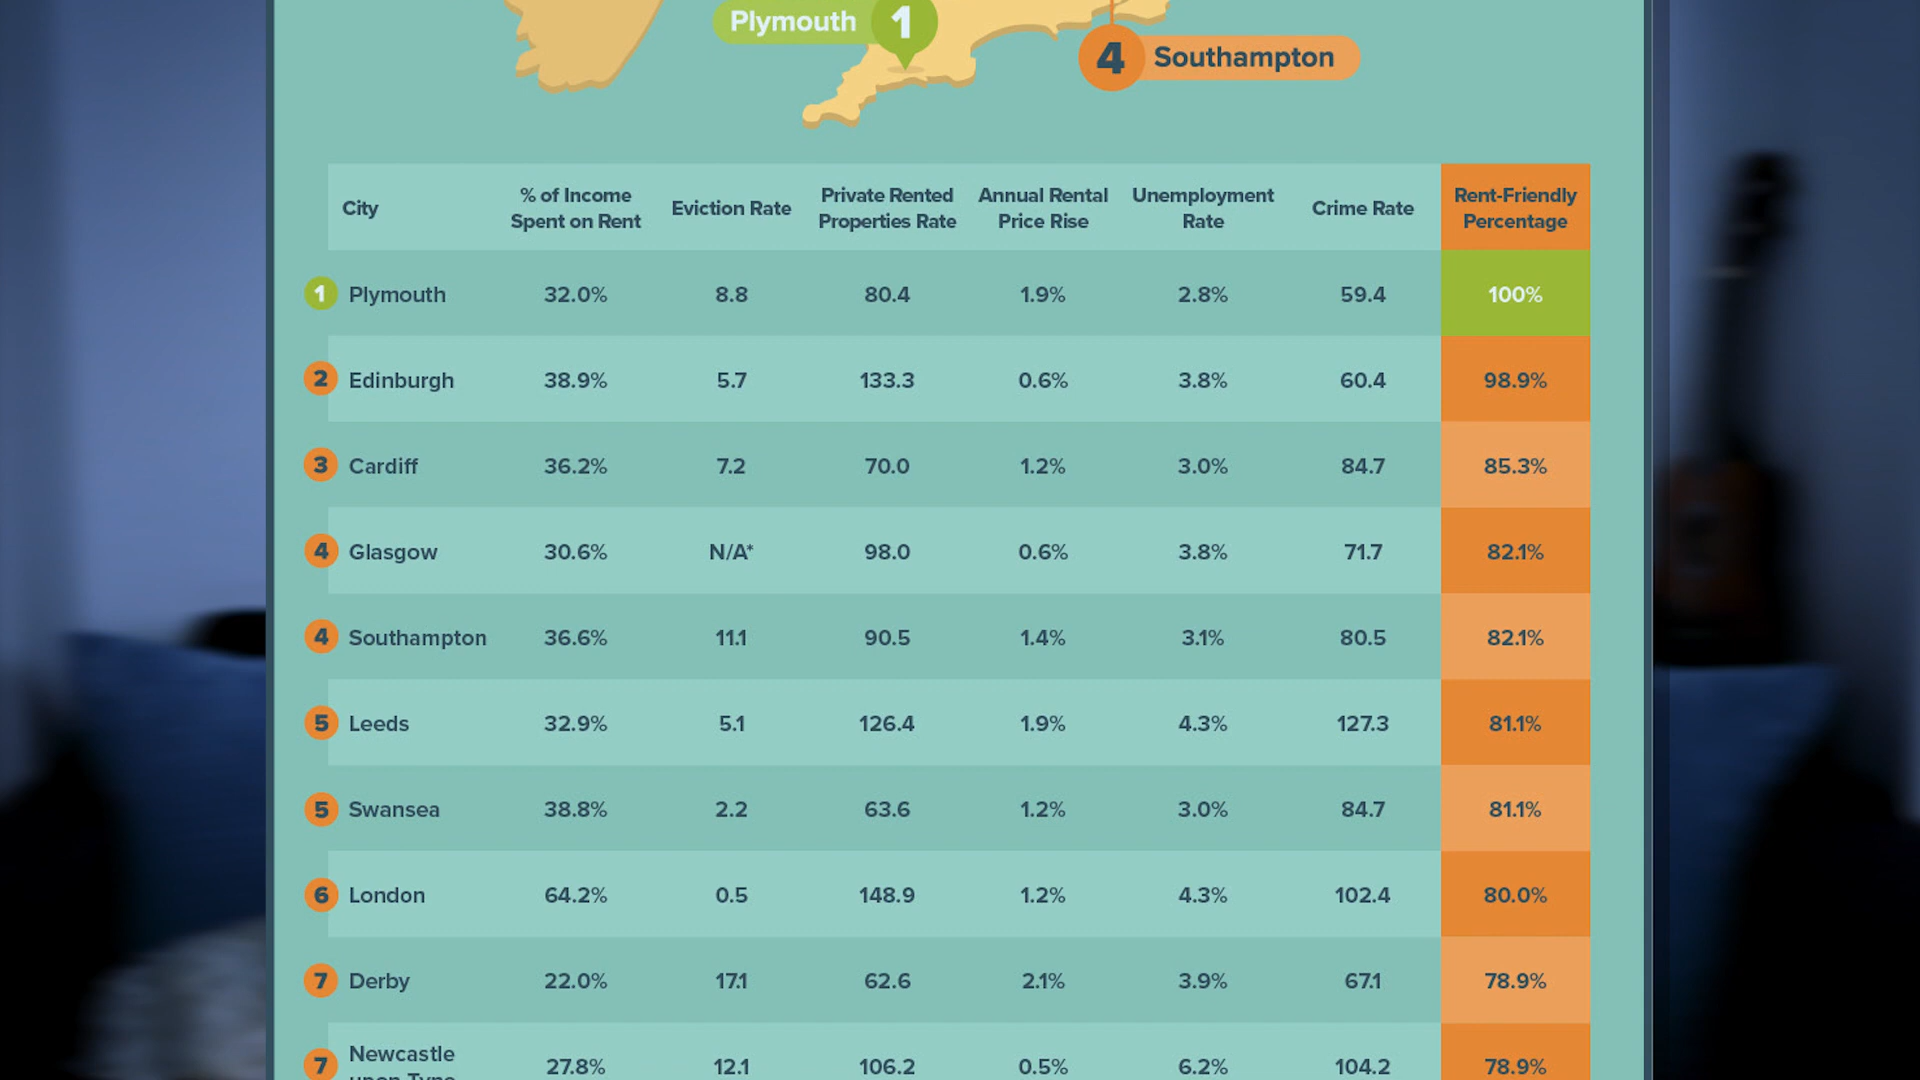 Plymouth 1
4 Southampton
City % of Income Spent on Rent Eviction Rate Private Rented Properties Rate Annual Rental Price Rise Unemployment Rate Crime Rate Rent-Friendly Percentage
1 Plymouth 32.0% 8.8 80.4 1.9% 2.8% 59.4 100%
2 Edinburgh 38.9% 5.7 133.3 0.6% 3.8% 60.4 98.9%
3 Cardiff 36.2% 7.2 70.0 1.2% 3.0% 84.7 85.3%
4 Glasgow 30.6% N/A* 98.0 0.6% 3.8% 71.7 82.1%
4 Southampton 36.6% 11.1 90.5 1.4% 3.1% 80.5 82.1%
5 Leeds 32.9% 5.1 126.4 1.9% 4.3% 127.3 81.1%
5 Swansea 38.8% 2.2 63.6 1.2% 3.0% 84.7 81.1%
6 London 64.2% 0.5 148.9 1.2% 4.3% 102.4 80.0%
7 Derby 22.0% 17.1 62.6 2.1% 3.9% 67.1 78.9%
7 Newcastle 27.8% 12.1 106.2 0.5% 6.2% 104.2 78.9%